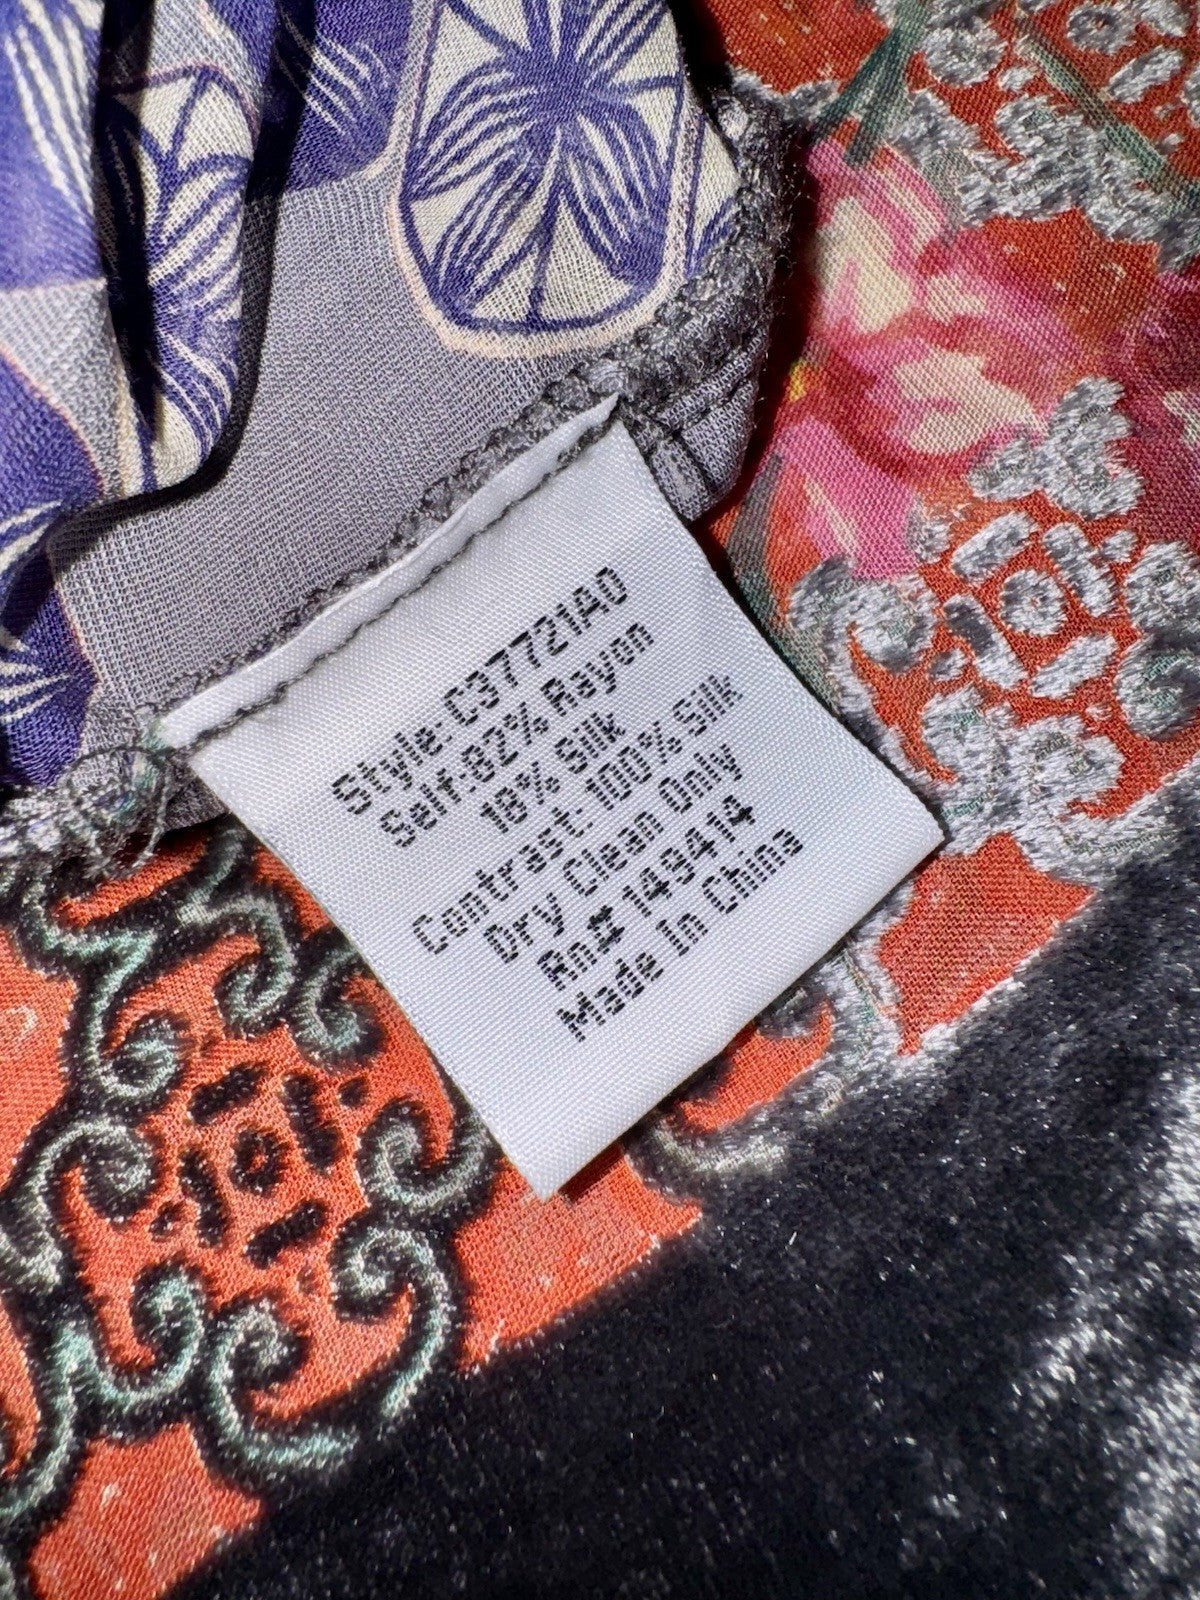 Style:C37721A0
Self:82% Rayon
18% Silk
Contrast: 100% Silk
Dry Clean Only
Rn# 149414
Made In China